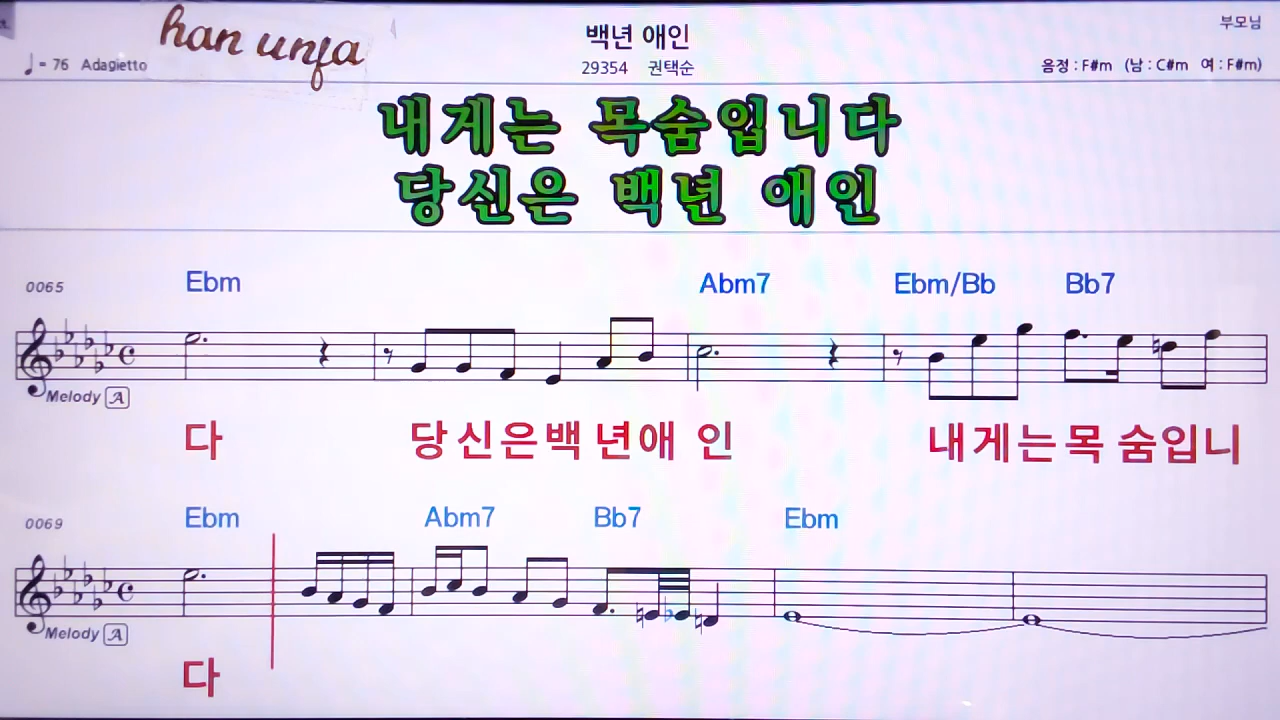 han unfa
백년 애인
부모님
♩= 76 Adagietto
29354 권택순
음정 : F#m (남 : C#m 여 : F#m)
내게는 목숨입니다
당신은 백년 애인
0065 Ebm Abm7 Ebm/Bb Bb7
Melody A
다 당신은백 년애 인 내게는목 숨입니
0069 Ebm Abm7 Bb7 Ebm
Melody A
다